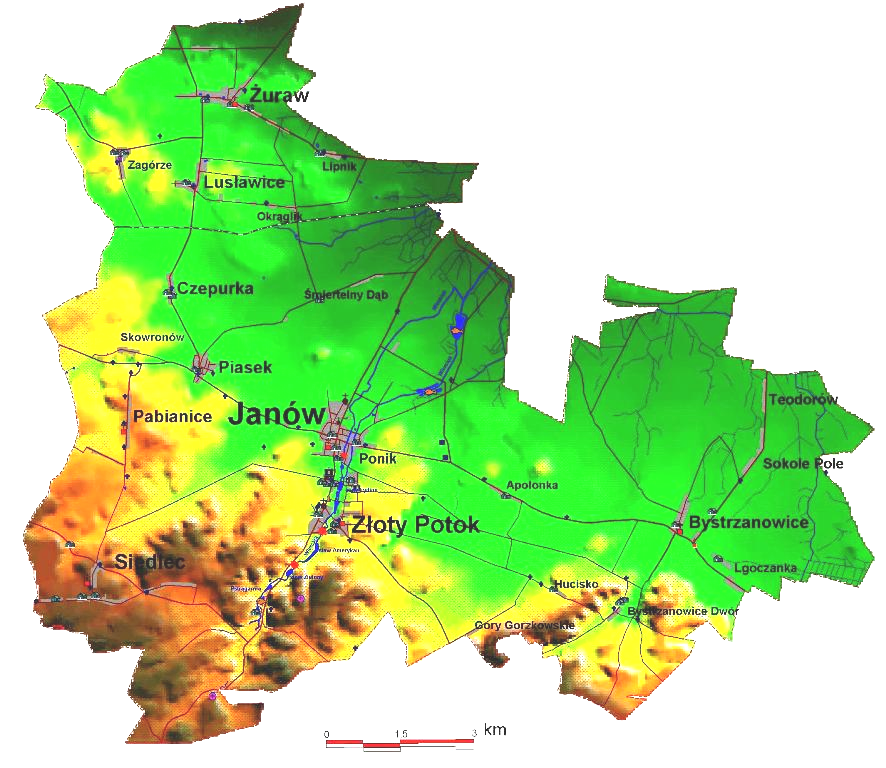 Żuraw
Zagórze
Lipnik
Lusławice
Okrąglik
Czepurka
Śmiertelny Dąb
Skowronów
Piasek
Teodorów
Pabianice
Janów
Ponik
Sokole Pole
Apolonka
Złoty Potok
Bystrzanowice
Siedlec
Lgoczanka
Hucisko
Bystrzanowice Dwór
Góry Gorzkowskie
0 1.5 3 km